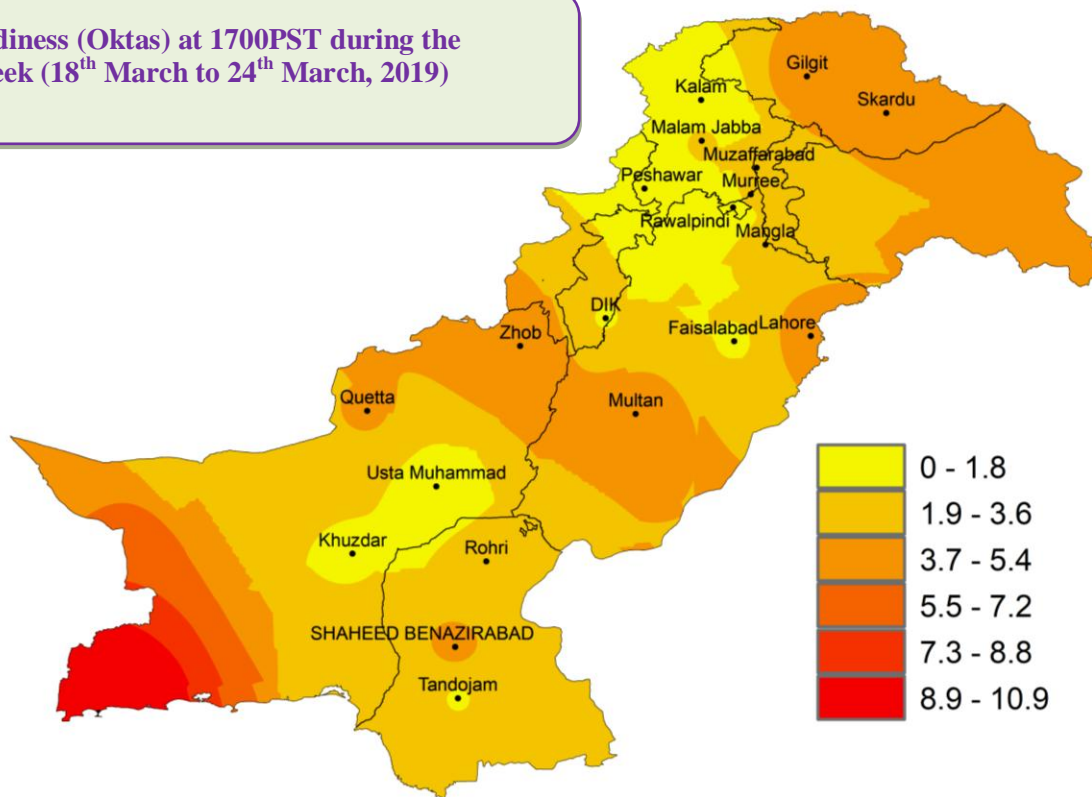 diness (Oktas) at 1700PST during the
eek (18th March to 24th March, 2019)
Gilgit
Kalam
Skardu
Malam Jabba
Muzaffarabad
Peshawar
Murree
Rawalpindi
Mangla
DIK
Zhob
Faisalabad
Lahore
Quetta
Multan
Usta Muhammad
Khuzdar
Rohri
SHAHEED BENAZIRABAD
Tandojam
0 - 1.8
1.9 - 3.6
3.7 - 5.4
5.5 - 7.2
7.3 - 8.8
8.9 - 10.9